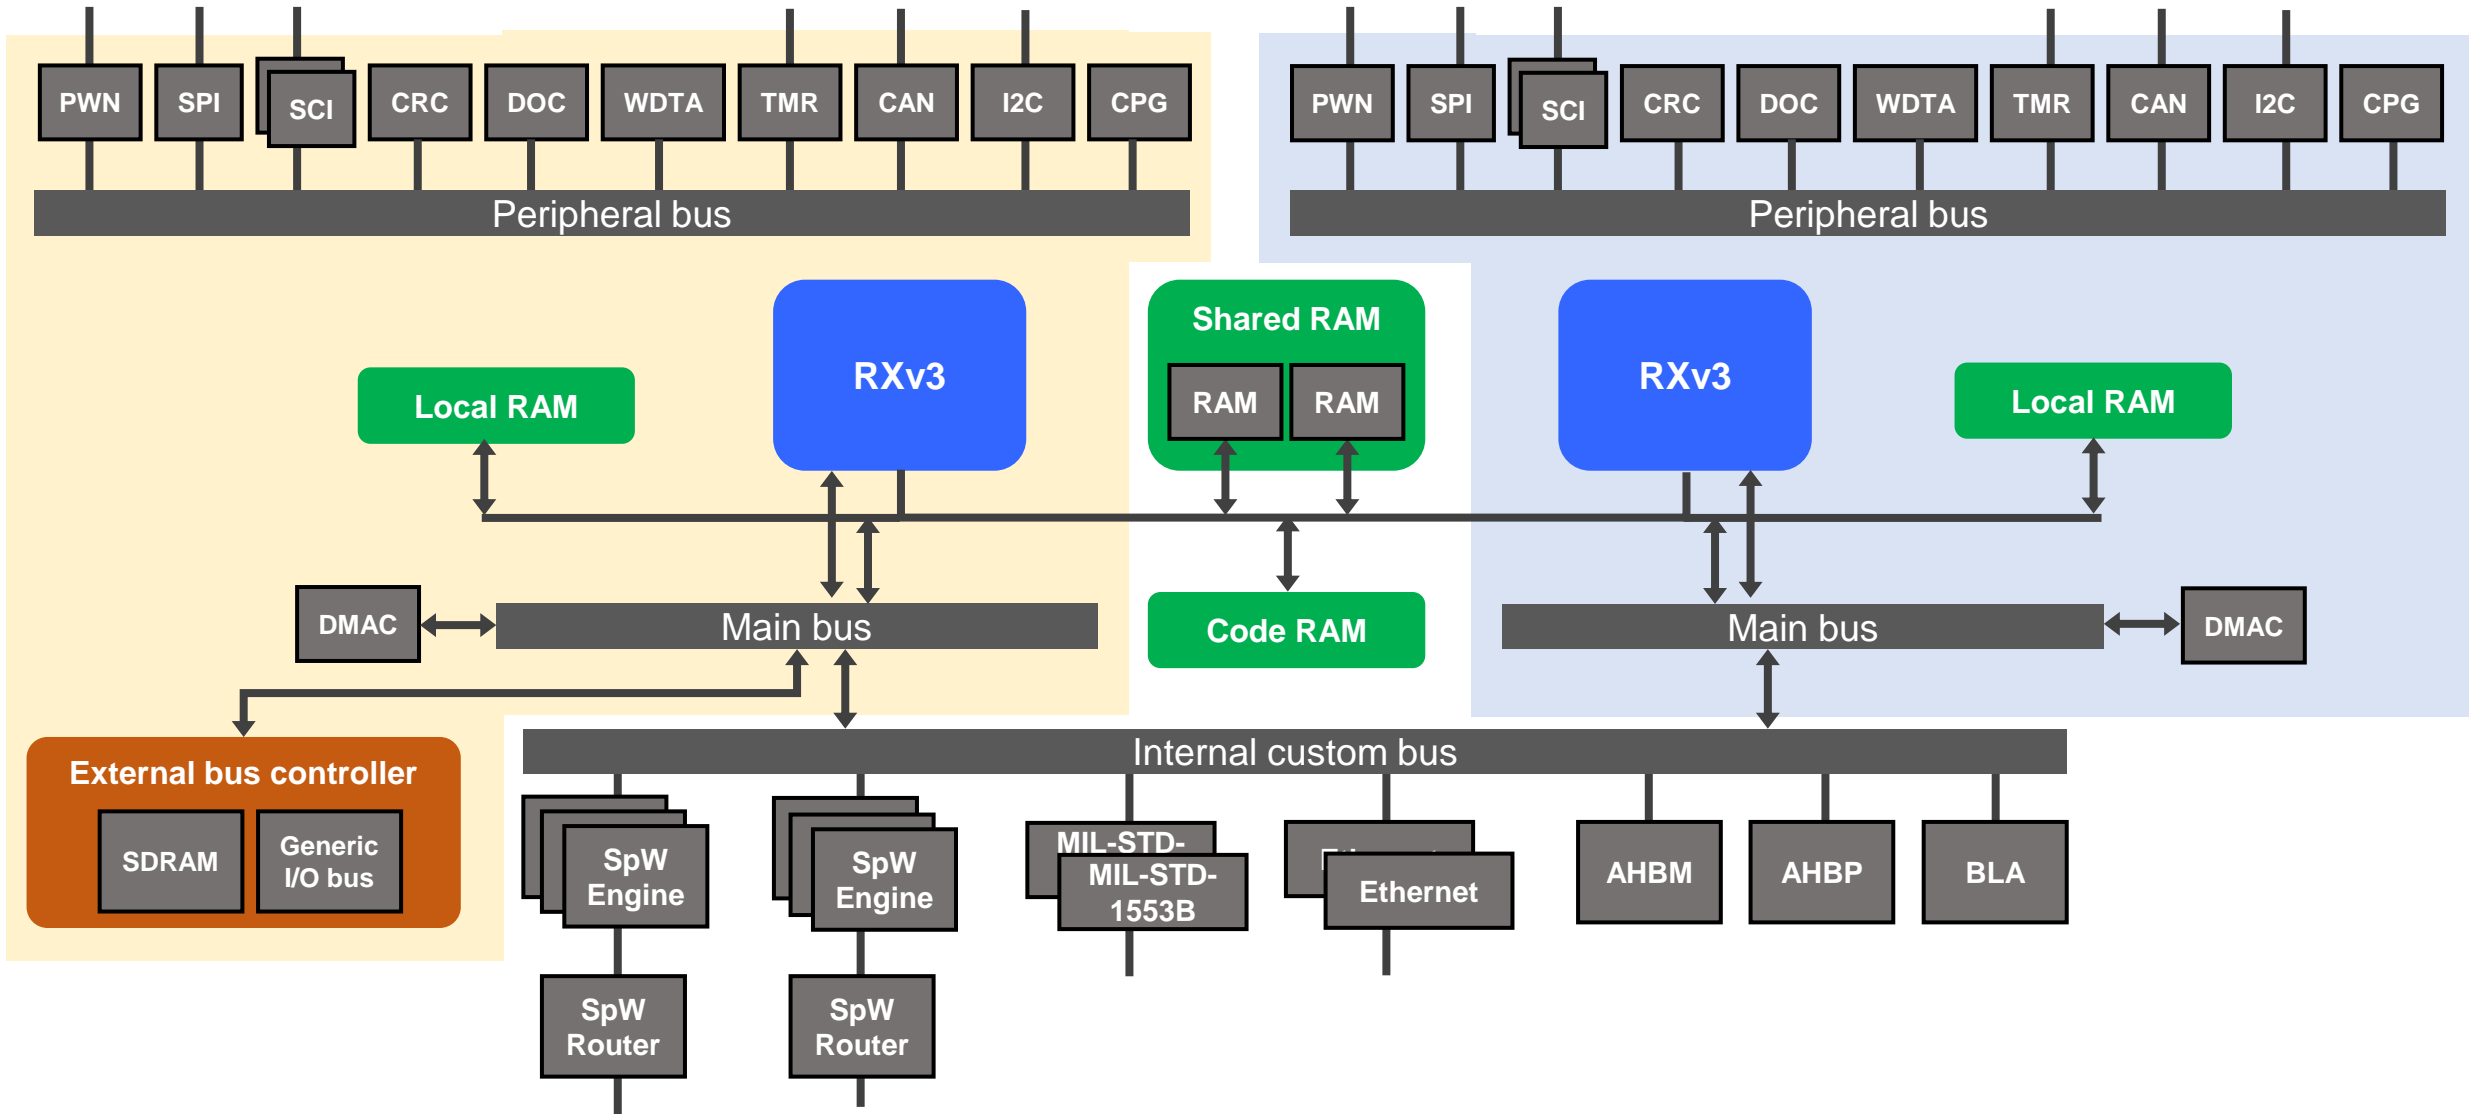 PWN
SPI
SCI
CRC
DOC
WDTA
TMR
CAN
I2C
CPG
Peripheral bus
PWN
SPI
SCI
CRC
DOC
WDTA
TMR
CAN
I2C
CPG
Peripheral bus
Local RAM
RXv3
Shared RAM
RAM
RAM
RXv3
Local RAM
DMAC
Main bus
Code RAM
Main bus
DMAC
External bus controller
SDRAM
Generic
I/O bus
Internal custom bus
SpW
Engine
SpW
Engine
MIL-STD-
MIL-STD-
1553B
Ethernet
AHBM
AHBP
BLA
SpW
Router
SpW
Router